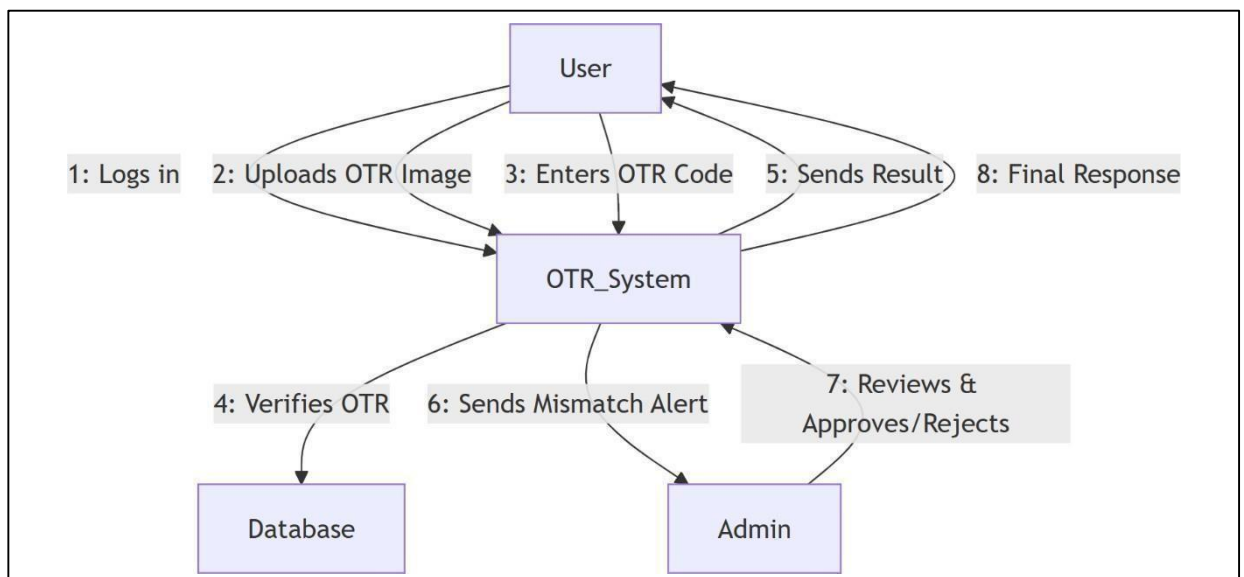 User
1: Logs in
2: Uploads OTR Image
3: Enters OTR Code
5: Sends Result
8: Final Response
OTR_System
4: Verifies OTR
6: Sends Mismatch Alert
7: Reviews &
Approves/Rejects
Database
Admin